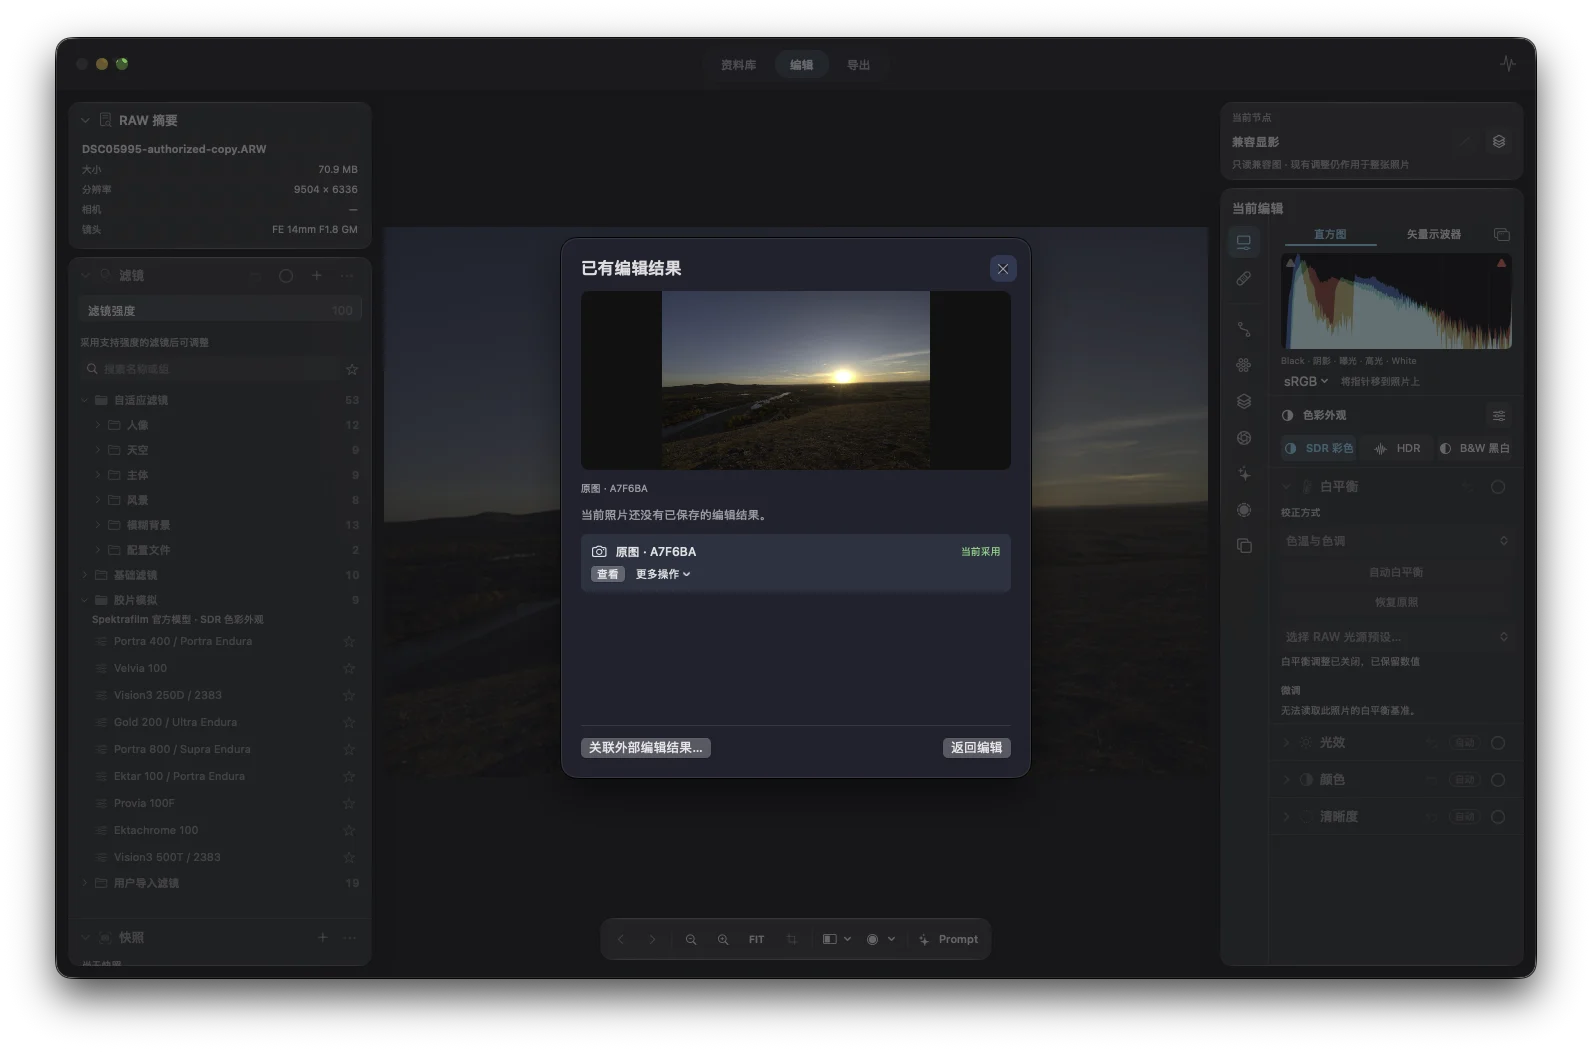 资料库
编辑
导出
RAW 摘要
DSC05995-authorized-copy.ARW
大小 70.9 MB
分辨率 9504 × 6336
相机 —
镜头 FE 14mm F1.8 GM
滤镜
滤镜强度 100
采用支持强度的滤镜后可调整
搜索名称或组
自适应滤镜 53
人像 12
天空 9
主体 9
风景 8
模糊背景 13
配置文件 2
基础滤镜 10
胶片模拟 9
Spektrafilm 官方模型 · SDR 色彩外观
Portra 400 / Portra Endura
Velvia 100
Vision3 250D / 2383
Gold 200 / Ultra Endura
Portra 800 / Supra Endura
Ektar 100 / Portra Endura
Provia 100F
Ektachrome 100
Vision3 500T / 2383
用户导入滤镜 19
快照
已有编辑结果
原图 · A7F6BA
当前照片还没有已保存的编辑结果。
原图 · A7F6BA 当前采用
查看 更多操作
关联外部编辑结果... 返回编辑
FIT
Prompt
当前节点
兼容显影
只读兼容图 · 现有调整仍作用于整张照片
当前编辑
直方图 矢量示波器
Black · 阴影 · 曝光 · 高光 · White
sRGB 将指针移到照片上
色彩外观
SDR 彩色 HDR B&W 黑白
白平衡
校正方式
色温与色调
自动白平衡
恢复原照
选择 RAW 光源预设...
白平衡调整已关闭，已保留数值
微调
无法读取此照片的白平衡基准。
光效 自动
颜色 自动
清晰度 自动